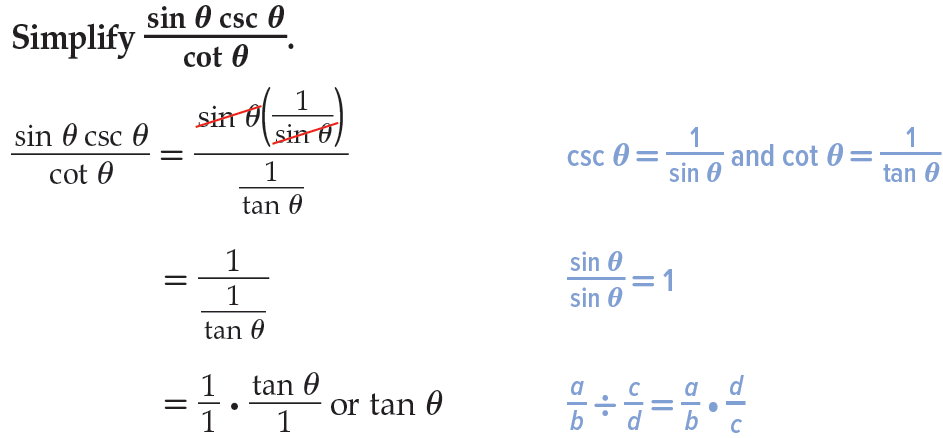 Simplify sin θ csc θ / cot θ.
sin θ csc θ / cot θ = sin θ(1 / sin θ) / (1 / tan θ) csc θ = 1 / sin θ and cot θ = 1 / tan θ
= 1 / (1 / tan θ) sin θ / sin θ = 1
= 1/1 • tan θ / 1 or tan θ a/b ÷ c/d = a/b • d/c